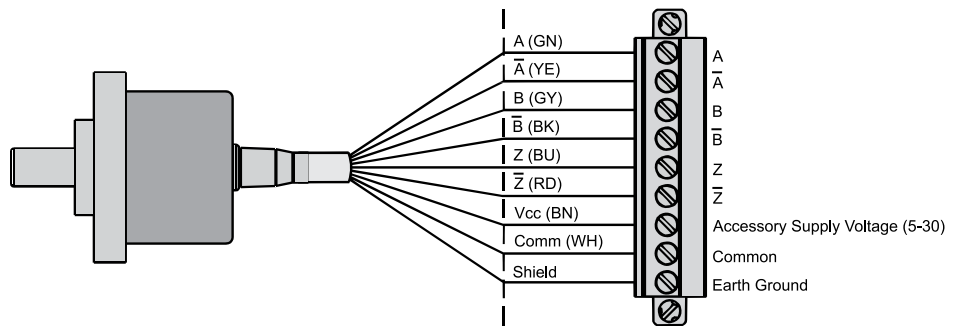 A (GN)
A̅ (YE)
B (GY)
B̅ (BK)
Z (BU)
Z̅ (RD)
Vcc (BN)
Comm (WH)
Shield
A
A̅
B
B̅
Z
Z̅
Accessory Supply Voltage (5-30)
Common
Earth Ground